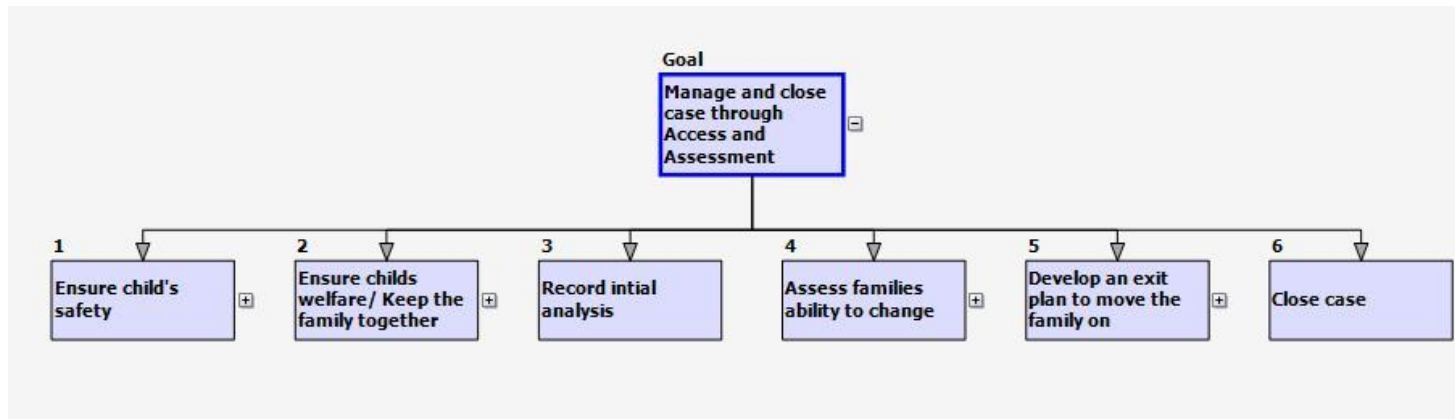 Goal
Manage and close
case through
Access and
Assessment
1
Ensure child's
safety
2
Ensure childs
welfare/ Keep the
family together
3
Record intial
analysis
4
Assess families
ability to change
5
Develop an exit
plan to move the
family on
6
Close case